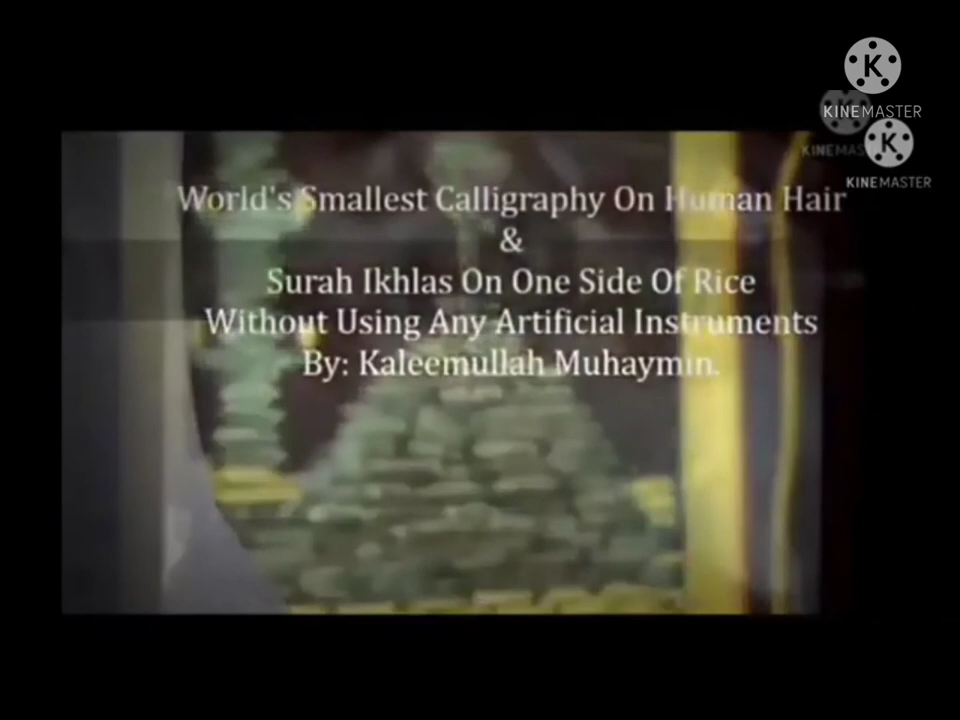 KINEMASTER
KINEMAS
KINEMASTER
World's Smallest Calligraphy On Human Hair
&
Surah Ikhlas On One Side Of Rice
Without Using Any Artificial Instruments
By: Kaleemullah Muhaymin.